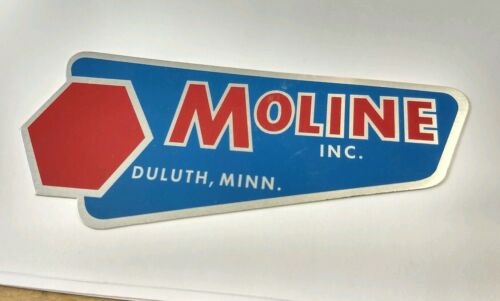 MOLINE
INC.
DULUTH, MINN.